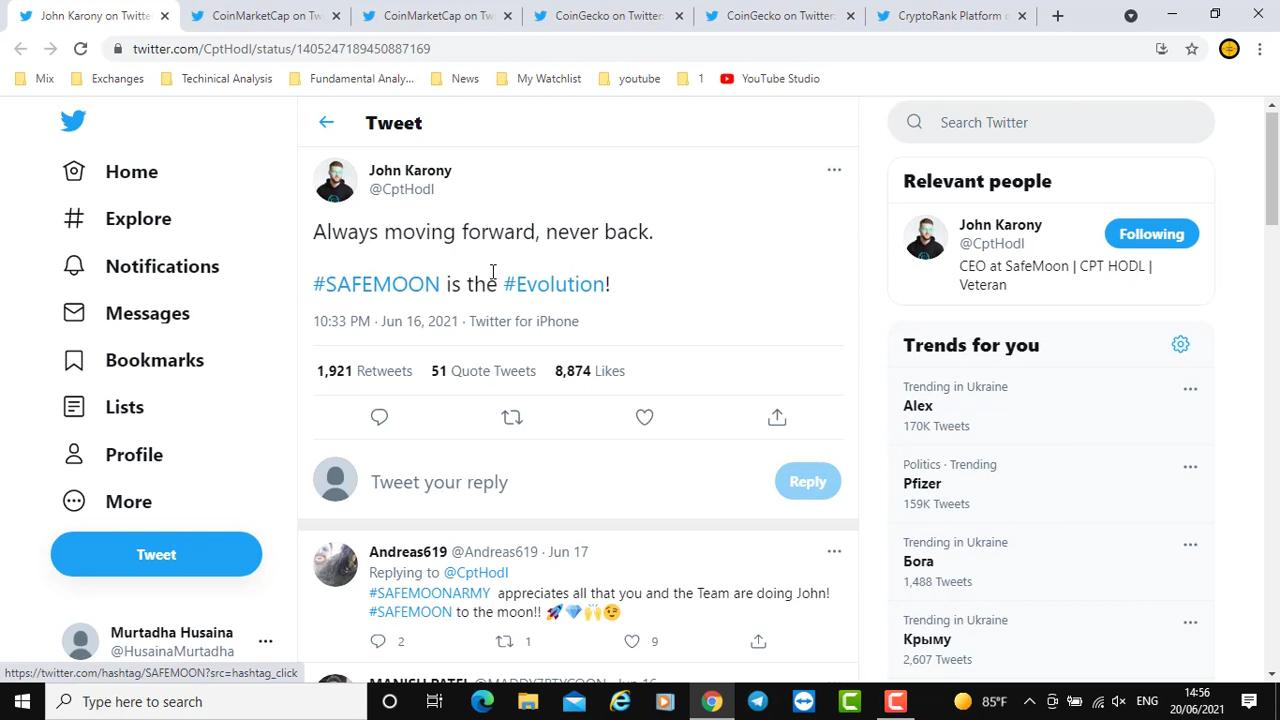 John Karony on Twitte
CoinMarketCap on Tw
CoinMarketCap on Tw
CoinGecko on Twitter:
CoinGecko on Twitter:
CryptoRank Platform o
twitter.com/CptHodl/status/1405247189450887169
Mix
Exchanges
Techinical Analysis
Fundamental Analy...
News
My Watchlist
youtube
1
YouTube Studio
Home
Explore
Notifications
Messages
Bookmarks
Lists
Profile
More
Tweet
Murtadha Husaina
@HusainaMurtadha
Tweet
John Karony
@CptHodl
Always moving forward, never back.
#SAFEMOON is the #Evolution!
10:33 PM · Jun 16, 2021 · Twitter for iPhone
1,921 Retweets 51 Quote Tweets 8,874 Likes
Tweet your reply
Reply
Andreas619 @Andreas619 · Jun 17
Replying to @CptHodl
#SAFEMOONARMY appreciates all that you and the Team are doing John!
#SAFEMOON to the moon!! 🚀💎🙌😉
2 1 9
Search Twitter
Relevant people
John Karony
@CptHodl
Following
CEO at SafeMoon | CPT HODL |
Veteran
Trends for you
Trending in Ukraine
Alex
170K Tweets
Politics · Trending
Pfizer
159K Tweets
Trending in Ukraine
Бога
1,488 Tweets
Trending in Ukraine
Крыму
2,607 Tweets
https://twitter.com/hashtag/SAFEMOON?src=hashtag_click
Type here to search
85°F
ENG
14:56
20/06/2021